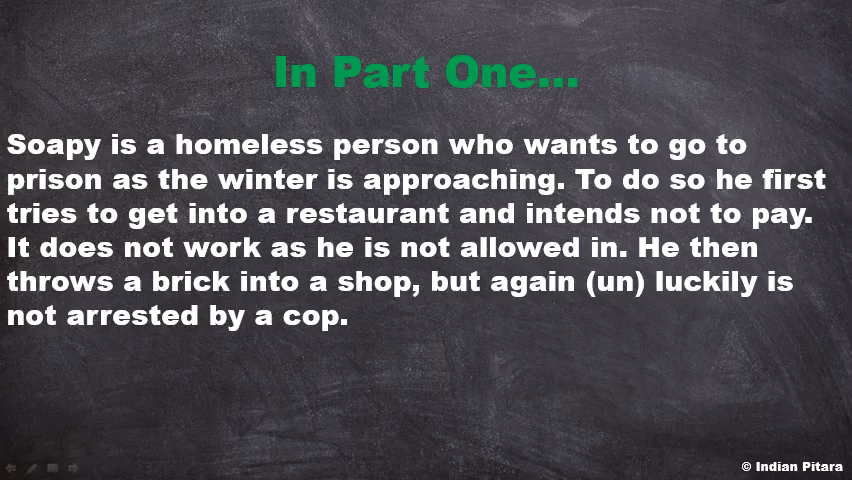 In Part One...
Soapy is a homeless person who wants to go to
prison as the winter is approaching. To do so he first
tries to get into a restaurant and intends not to pay.
It does not work as he is not allowed in. He then
throws a brick into a shop, but again (un) luckily is
not arrested by a cop.
© Indian Pitara